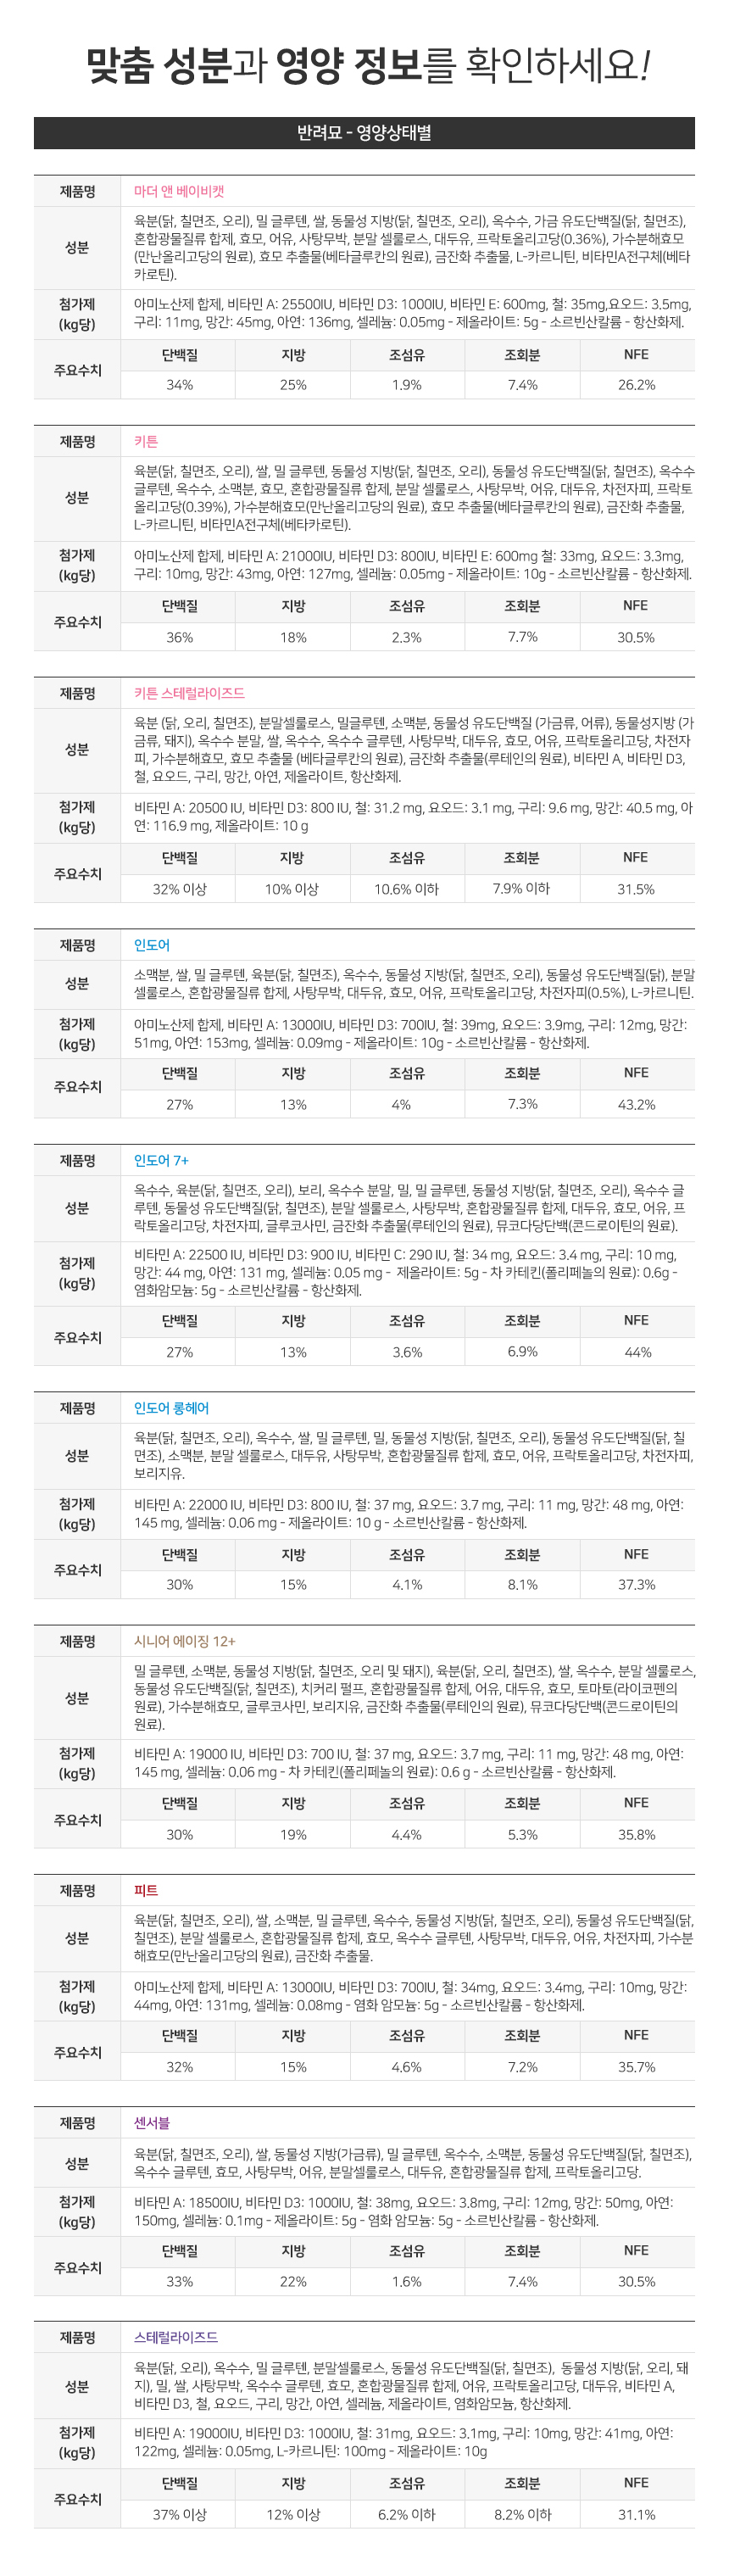 맞춤 성분과 영양 정보를 확인하세요!
반려묘 - 영양상태별
제품명 마더 앤 베이비캣
성분
육분(닭, 칠면조, 오리), 밀 글루텐, 쌀, 동물성 지방(닭, 칠면조, 오리), 옥수수, 가금 유도단백질(닭, 칠면조),
혼합광물질류 합제, 효모, 어유, 사탕무박, 분말 셀룰로스, 대두유, 프락토올리고당(0.36%), 가수분해효모
(만난올리고당의 원료), 효모 추출물(베타글루칸의 원료), 금잔화 추출물, L-카르니틴, 비타민A전구체(베타
카로틴).
첨가제
(kg당)
아미노산제 합제, 비타민 A: 25500IU, 비타민 D3: 1000IU, 비타민 E: 600mg, 철: 35mg,요오드: 3.5mg,
구리: 11mg, 망간: 45mg, 아연: 136mg, 셀레늄: 0.05mg - 제올라이트: 5g - 소르빈산칼륨 - 항산화제.
주요수치
단백질 지방 조섬유 조회분 NFE
34% 25% 1.9% 7.4% 26.2%
제품명 키튼
성분
육분(닭, 칠면조, 오리), 쌀, 밀 글루텐, 동물성 지방(닭, 칠면조, 오리), 동물성 유도단백질(닭, 칠면조), 옥수수
글루텐, 옥수수, 소맥분, 효모, 혼합광물질류 합제, 분말 셀룰로스, 사탕무박, 어유, 대두유, 차전자피, 프락토
올리고당(0.39%), 가수분해효모(만난올리고당의 원료), 효모 추출물(베타글루칸의 원료), 금잔화 추출물,
L-카르니틴, 비타민A전구체(베타카로틴).
첨가제
(kg당)
아미노산제 합제, 비타민 A: 21000IU, 비타민 D3: 800IU, 비타민 E: 600mg 철: 33mg, 요오드: 3.3mg,
구리: 10mg, 망간: 43mg, 아연: 127mg, 셀레늄: 0.05mg - 제올라이트: 10g - 소르빈산칼륨 - 항산화제.
주요수치
단백질 지방 조섬유 조회분 NFE
36% 18% 2.3% 7.7% 30.5%
제품명 키튼 스테럴라이즈드
성분
육분 (닭, 오리, 칠면조), 분말셀룰로스, 밀글루텐, 소맥분, 동물성 유도단백질 (가금류, 어류), 동물성지방 (가
금류, 돼지), 옥수수 분말, 쌀, 옥수수, 옥수수 글루텐, 사탕무박, 대두유, 효모, 어유, 프락토올리고당, 차전자
피, 가수분해효모, 효모 추출물 (베타글루칸의 원료), 금잔화 추출물(루테인의 원료), 비타민 A, 비타민 D3,
철, 요오드, 구리, 망간, 아연, 제올라이트, 항산화제.
첨가제
(kg당)
비타민 A: 20500 IU, 비타민 D3: 800 IU, 철: 31.2 mg, 요오드: 3.1 mg, 구리: 9.6 mg, 망간: 40.5 mg, 아
연: 116.9 mg, 제올라이트: 10 g
주요수치
단백질 지방 조섬유 조회분 NFE
32% 이상 10% 이상 10.6% 이하 7.9% 이하 31.5%
제품명 인도어
성분
소맥분, 쌀, 밀 글루텐, 육분(닭, 칠면조), 옥수수, 동물성 지방(닭, 칠면조, 오리), 동물성 유도단백질(닭), 분말
셀룰로스, 혼합광물질류 합제, 사탕무박, 대두유, 효모, 어유, 프락토올리고당, 차전자피(0.5%), L-카르니틴.
첨가제
(kg당)
아미노산제 합제, 비타민 A: 13000IU, 비타민 D3: 700IU, 철: 39mg, 요오드: 3.9mg, 구리: 12mg, 망간:
51mg, 아연: 153mg, 셀레늄: 0.09mg - 제올라이트: 10g - 소르빈산칼륨 - 항산화제.
주요수치
단백질 지방 조섬유 조회분 NFE
27% 13% 4% 7.3% 43.2%
제품명 인도어 7+
성분
옥수수, 육분(닭, 칠면조, 오리), 보리, 옥수수 분말, 밀, 밀 글루텐, 동물성 지방(닭, 칠면조, 오리), 옥수수 글
루텐, 동물성 유도단백질(닭, 칠면조), 분말 셀룰로스, 사탕무박, 혼합광물질류 합제, 대두유, 효모, 어유, 프
락토올리고당, 차전자피, 글루코사민, 금잔화 추출물(루테인의 원료), 뮤코다당단백(콘드로이틴의 원료).
첨가제
(kg당)
비타민 A: 22500 IU, 비타민 D3: 900 IU, 비타민 C: 290 IU, 철: 34 mg, 요오드: 3.4 mg, 구리: 10 mg,
망간: 44 mg, 아연: 131 mg, 셀레늄: 0.05 mg - 제올라이트: 5g - 차 카테킨(폴리페놀의 원료): 0.6g -
염화암모늄: 5g - 소르빈산칼륨 - 항산화제.
주요수치
단백질 지방 조섬유 조회분 NFE
27% 13% 3.6% 6.9% 44%
제품명 인도어 롱헤어
성분
육분(닭, 칠면조, 오리), 옥수수, 쌀, 밀 글루텐, 밀, 동물성 지방(닭, 칠면조, 오리), 동물성 유도단백질(닭, 칠
면조), 소맥분, 분말 셀룰로스, 대두유, 사탕무박, 혼합광물질류 합제, 효모, 어유, 프락토올리고당, 차전자피,
보리지유.
첨가제
(kg당)
비타민 A: 22000 IU, 비타민 D3: 800 IU, 철: 37 mg, 요오드: 3.7 mg, 구리: 11 mg, 망간: 48 mg, 아연:
145 mg, 셀레늄: 0.06 mg - 제올라이트: 10 g - 소르빈산칼륨 - 항산화제.
주요수치
단백질 지방 조섬유 조회분 NFE
30% 15% 4.1% 8.1% 37.3%
제품명 시니어 에이징 12+
성분
밀 글루텐, 소맥분, 동물성 지방(닭, 칠면조, 오리 및 돼지), 육분(닭, 오리, 칠면조), 쌀, 옥수수, 분말 셀룰로스,
동물성 유도단백질(닭, 칠면조), 치커리 펄프, 혼합광물질류 합제, 어유, 대두유, 효모, 토마토(라이코펜의
원료), 가수분해효모, 글루코사민, 보리지유, 금잔화 추출물(루테인의 원료), 뮤코다당단백(콘드로이틴의
원료).
첨가제
(kg당)
비타민 A: 19000 IU, 비타민 D3: 700 IU, 철: 37 mg, 요오드: 3.7 mg, 구리: 11 mg, 망간: 48 mg, 아연:
145 mg, 셀레늄: 0.06 mg - 차 카테킨(폴리페놀의 원료): 0.6 g - 소르빈산칼륨 - 항산화제.
주요수치
단백질 지방 조섬유 조회분 NFE
30% 19% 4.4% 5.3% 35.8%
제품명 피트
성분
육분(닭, 칠면조, 오리), 쌀, 소맥분, 밀 글루텐, 옥수수, 동물성 지방(닭, 칠면조, 오리), 동물성 유도단백질(닭,
칠면조), 분말 셀룰로스, 혼합광물질류 합제, 효모, 옥수수 글루텐, 사탕무박, 대두유, 어유, 차전자피, 가수분
해효모(만난올리고당의 원료), 금잔화 추출물.
첨가제
(kg당)
아미노산제 합제, 비타민 A: 13000IU, 비타민 D3: 700IU, 철: 34mg, 요오드: 3.4mg, 구리: 10mg, 망간:
44mg, 아연: 131mg, 셀레늄: 0.08mg - 염화 암모늄: 5g - 소르빈산칼륨 - 항산화제.
주요수치
단백질 지방 조섬유 조회분 NFE
32% 15% 4.6% 7.2% 35.7%
제품명 센서블
성분
육분(닭, 칠면조, 오리), 쌀, 동물성 지방(가금류), 밀 글루텐, 옥수수, 소맥분, 동물성 유도단백질(닭, 칠면조),
옥수수 글루텐, 효모, 사탕무박, 어유, 분말셀룰로스, 대두유, 혼합광물질류 합제, 프락토올리고당.
첨가제
(kg당)
비타민 A: 18500IU, 비타민 D3: 1000IU, 철: 38mg, 요오드: 3.8mg, 구리: 12mg, 망간: 50mg, 아연:
150mg, 셀레늄: 0.1mg - 제올라이트: 5g - 염화 암모늄: 5g - 소르빈산칼륨 - 항산화제.
주요수치
단백질 지방 조섬유 조회분 NFE
33% 22% 1.6% 7.4% 30.5%
제품명 스테럴라이즈드
성분
육분(닭, 오리), 옥수수, 밀 글루텐, 분말셀룰로스, 동물성 유도단백질(닭, 칠면조), 동물성 지방(닭, 오리, 돼
지), 밀, 쌀, 사탕무박, 옥수수 글루텐, 효모, 혼합광물질류 합제, 어유, 프락토올리고당, 대두유, 비타민 A,
비타민 D3, 철, 요오드, 구리, 망간, 아연, 셀레늄, 제올라이트, 염화암모늄, 항산화제.
첨가제
(kg당)
비타민 A: 19000IU, 비타민 D3: 1000IU, 철: 31mg, 요오드: 3.1mg, 구리: 10mg, 망간: 41mg, 아연:
122mg, 셀레늄: 0.05mg, L-카르니틴: 100mg - 제올라이트: 10g
주요수치
단백질 지방 조섬유 조회분 NFE
37% 이상 12% 이상 6.2% 이하 8.2% 이하 31.1%